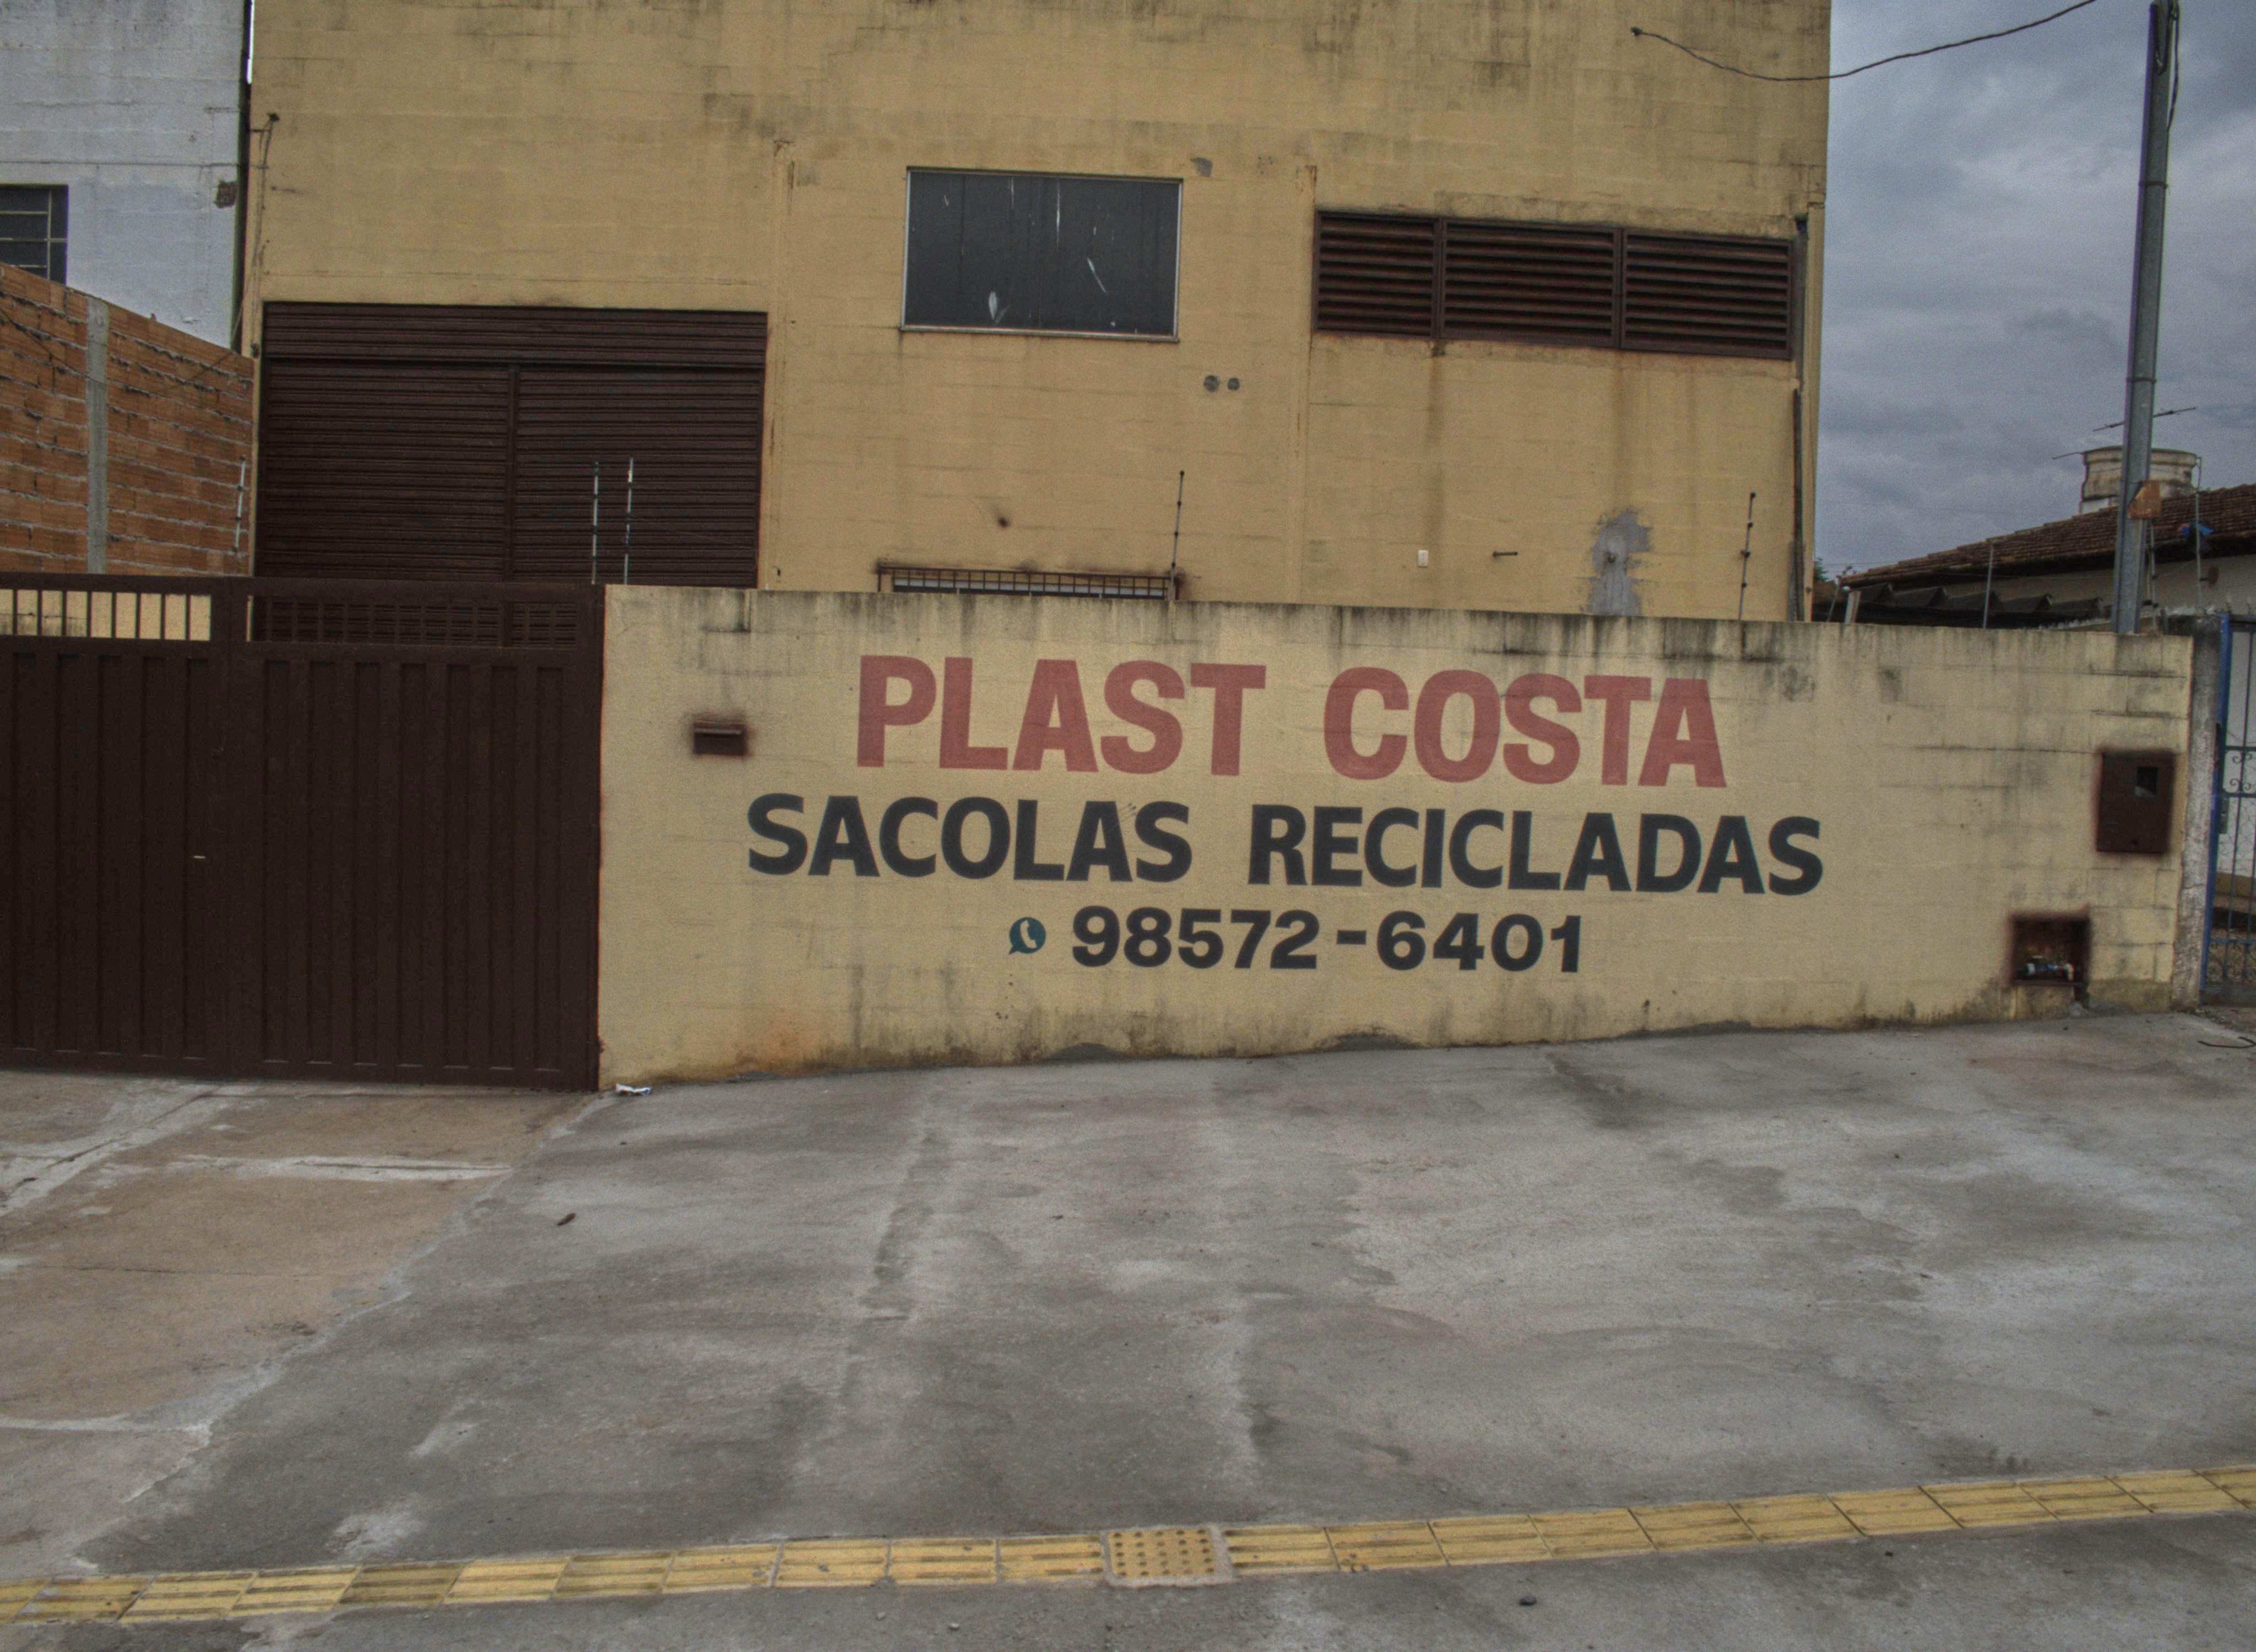 PLAST COSTA
SACOLAS RECICLADAS
98572-6401